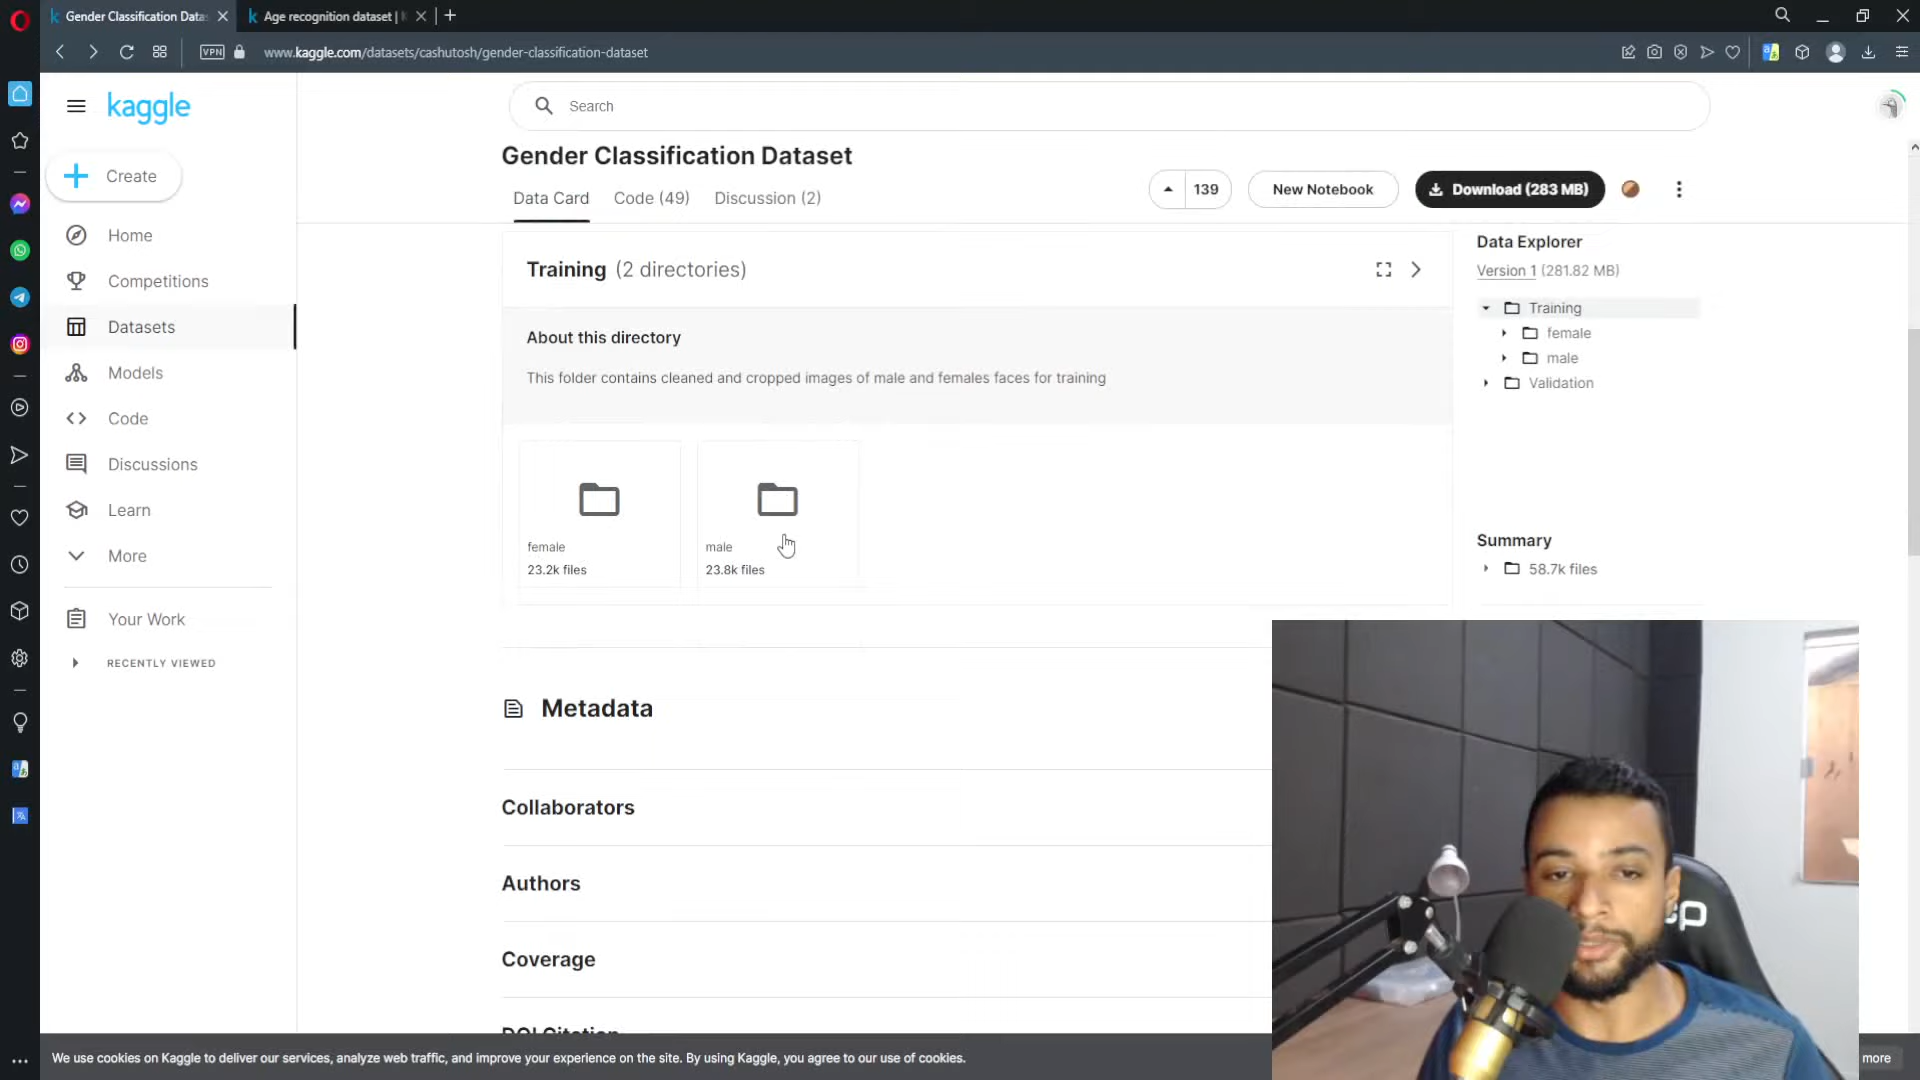 Gender Classification Data
Age recognition dataset |
VPN
www.kaggle.com/datasets/cashutosh/gender-classification-dataset
kaggle
Search
Create
Home
Competitions
Datasets
Models
Code
Discussions
Learn
More
Your Work
RECENTLY VIEWED
Gender Classification Dataset
Data Card
Code (49)
Discussion (2)
139
New Notebook
Download (283 MB)
Training (2 directories)
About this directory
This folder contains cleaned and cropped images of male and females faces for training
female
23.2k files
male
23.8k files
Data Explorer
Version 1 (281.82 MB)
Training
female
male
Validation
Summary
58.7k files
Metadata
Collaborators
Authors
Coverage
DOI Citation
We use cookies on Kaggle to deliver our services, analyze web traffic, and improve your experience on the site. By using Kaggle, you agree to our use of cookies.
more